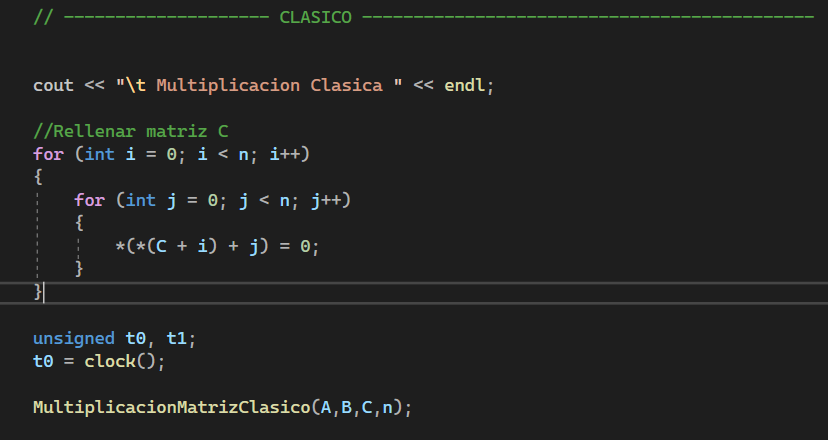 // -------------------- CLASICO --------------------------------------------
cout << "\t Multiplicacion Clasica " << endl;
//Rellenar matriz C
for (int i = 0; i < n; i++)
{
for (int j = 0; j < n; j++)
{
*(*(C + i) + j) = 0;
}
}
unsigned t0, t1;
t0 = clock();
MultiplicacionMatrizClasico(A,B,C,n);